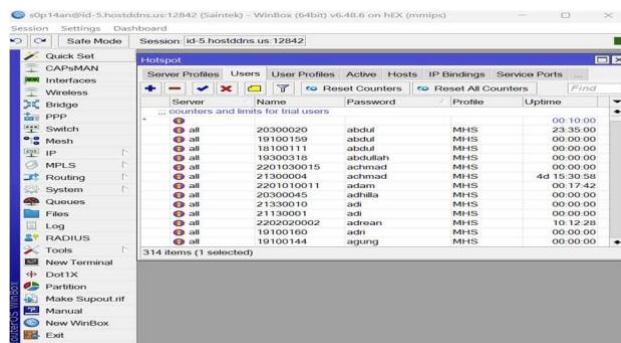 s0p14an@id-5.hostddns.us:12842 (Saintek) - WinBox (64bit) v6.48.6 on hEX (mmips)
Session Settings Dashboard
Safe Mode Session: id-5.hostddns.us:12842
Quick Set
CAPsMAN
Interfaces
Wireless
Bridge
PPP
Switch
Mesh
IP
MPLS
Routing
System
Queues
Files
Log
RADIUS
Tools
New Terminal
Dot1X
Partition
Make Supout.rif
Manual
New WinBox
Exit
Hotspot
Server Profiles Users User Profiles Active Hosts IP Bindings Service Ports ...
Reset Counters Reset All Counters Find
Server Name Password Profile Uptime
... counters and limits for trial users
00:10:00
all 20300020 abdul MHS 23:35:00
all 19100159 abdul MHS 00:00:00
all 18100111 abdul MHS 00:00:00
all 19300318 abdullah MHS 00:00:00
all 2201030015 achmad MHS 00:00:00
all 21300004 achmad MHS 4d 15:30:58
all 2201010011 adam MHS 00:17:42
all 20300045 adhilla MHS 00:00:00
all 21330010 adi MHS 00:00:00
all 21130001 adi MHS 00:00:00
all 2202020002 adrean MHS 10:12:28
all 19100160 adri MHS 00:00:00
all 19100144 agung MHS 00:00:00
314 items (1 selected)